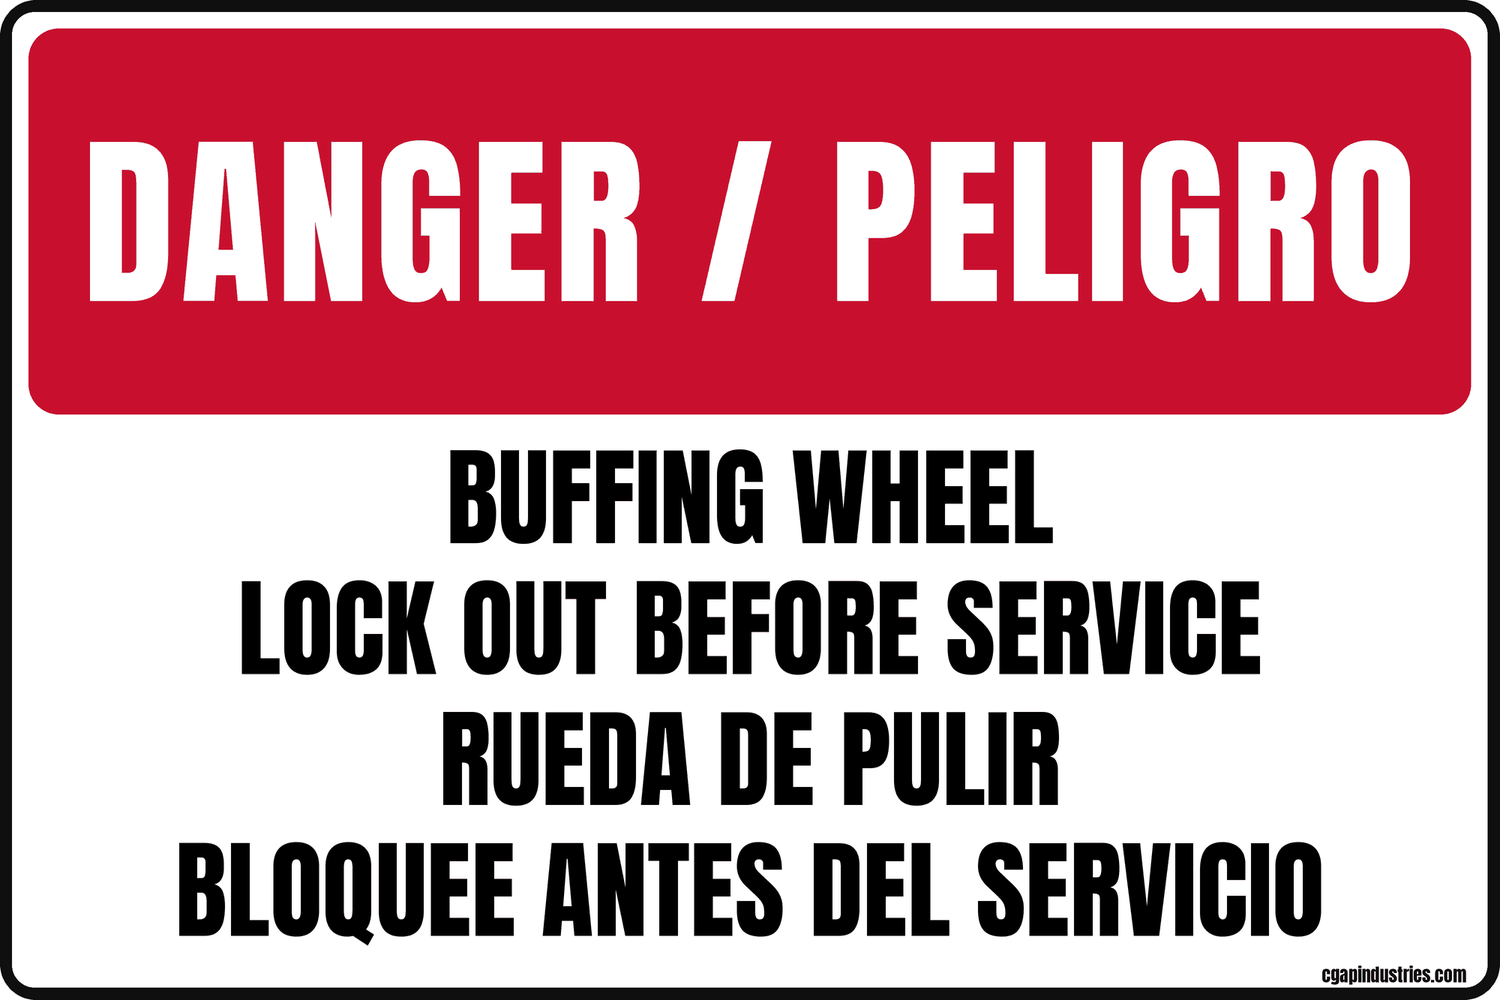 DANGER / PELIGRO
BUFFING WHEEL
LOCK OUT BEFORE SERVICE
RUEDA DE PULIR
BLOQUEE ANTES DEL SERVICIO
cgapindustries.com